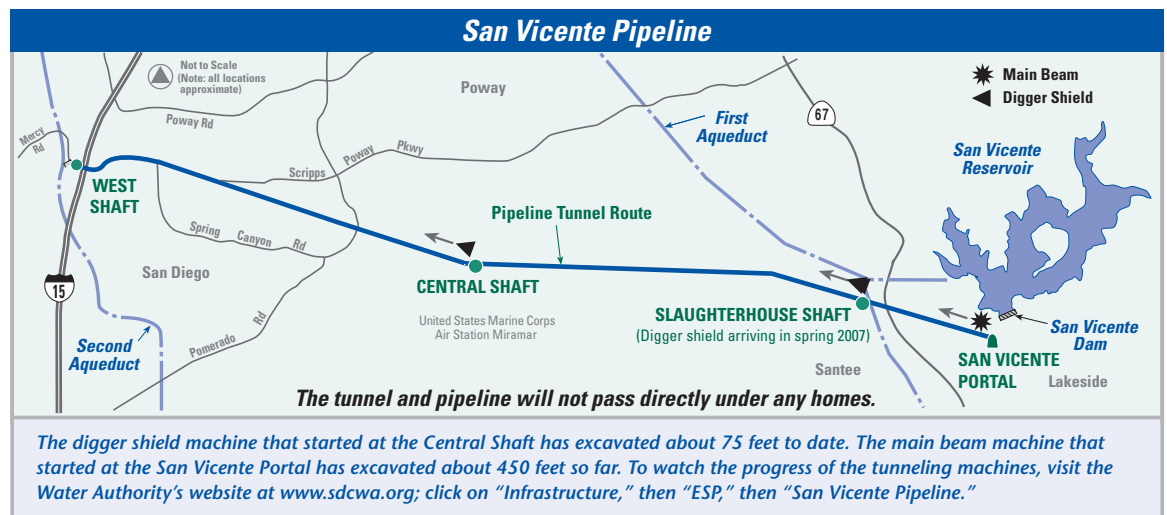 San Vicente Pipeline
Not to Scale
(Note: all locations
approximate)
Poway
Main Beam
Digger Shield
67
Mercy
Rd
Poway Rd
First
Aqueduct
San Vicente
Reservoir
Scripps Poway Pkwy
WEST
SHAFT
Pipeline Tunnel Route
Spring Canyon Rd
San Diego
15
CENTRAL SHAFT
United States Marine Corps
Air Station Miramar
SLAUGHTERHOUSE SHAFT
(Digger shield arriving in spring 2007)
San Vicente
Dam
Second
Aqueduct
Pomerado Rd
Santee
SAN VICENTE
PORTAL
Lakeside
The tunnel and pipeline will not pass directly under any homes.
The digger shield machine that started at the Central Shaft has excavated about 75 feet to date. The main beam machine that
started at the San Vicente Portal has excavated about 450 feet so far. To watch the progress of the tunneling machines, visit the
Water Authority's website at www.sdcwa.org; click on "Infrastructure," then "ESP," then "San Vicente Pipeline."